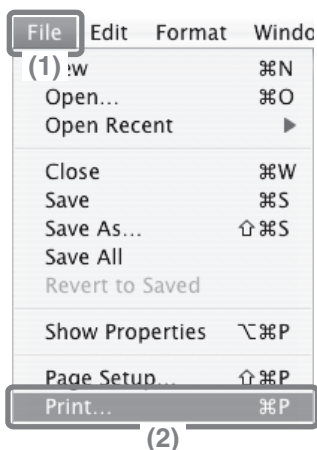 File Edit Format Windo
(1) ew ⌘N
Open... ⌘O
Open Recent ▶
Close ⌘W
Save ⌘S
Save As... ⇧⌘S
Save All
Revert to Saved
Show Properties ⌥⌘P
Page Setup... ⇧⌘P
Print... ⌘P
(2)